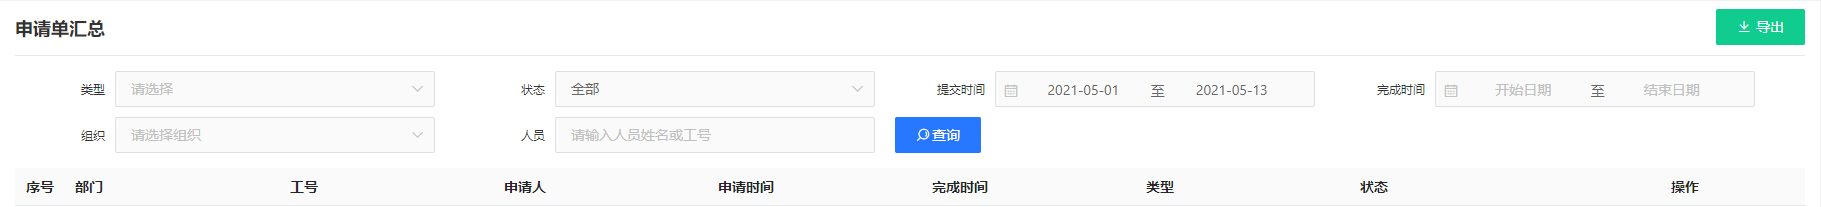 申请单汇总 导出
类型 请选择 状态 全部 提交时间 2021-05-01 至 2021-05-13 完成时间 开始日期 至 结束日期
组织 请选择组织 人员 请输入人员姓名或工号 查询
序号 部门 工号 申请人 申请时间 完成时间 类型 状态 操作